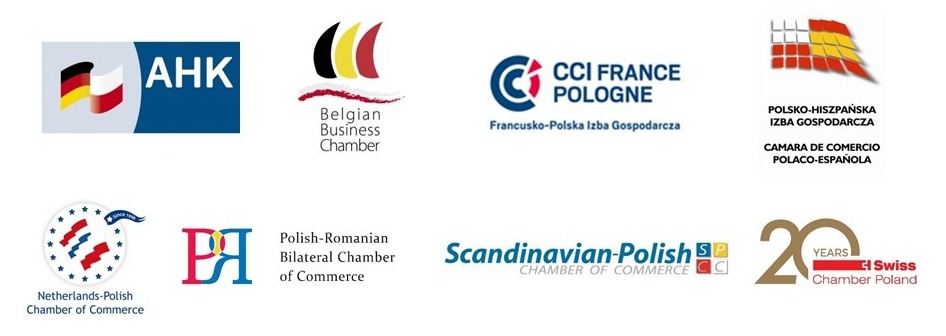 AHK
Belgian
Business
Chamber
CCI FRANCE
POLOGNE
Francusko-Polska Izba Gospodarcza
POLSKO-HISZPAŃSKA
IZBA GOSPODARCZA
CAMARA DE COMERCIO
POLACO-ESPAÑOLA
SINCE 1998
Netherlands-Polish
Chamber of Commerce
PR
Polish-Romanian
Bilateral Chamber
of Commerce
Scandinavian-Polish
CHAMBER OF COMMERCE
S P
C C
20
YEARS
Swiss
Chamber Poland